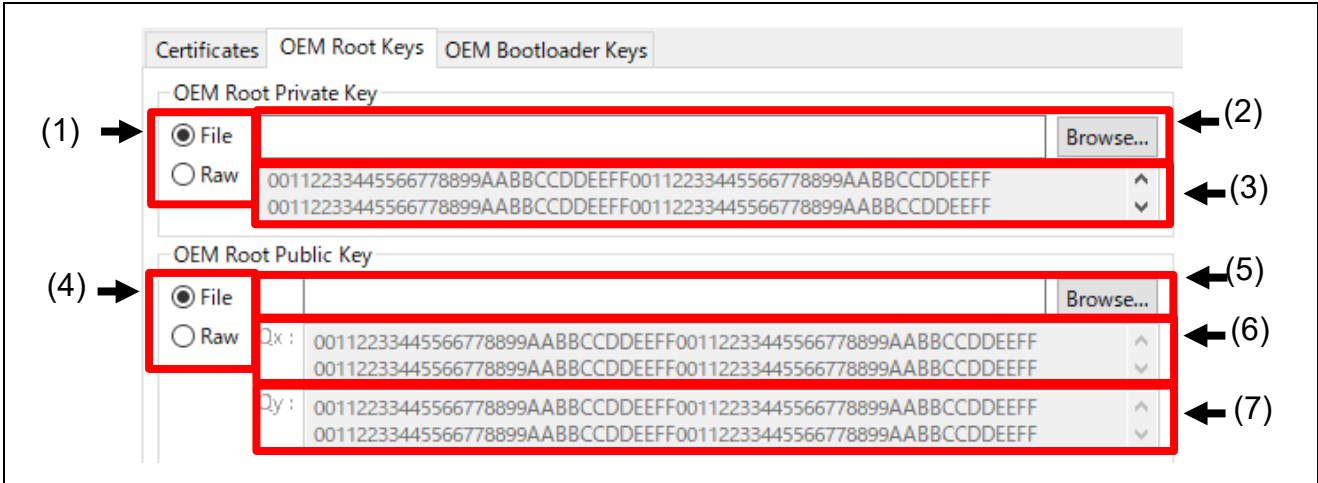 Certificates OEM Root Keys OEM Bootloader Keys
OEM Root Private Key
(1) File Browse... (2)
Raw 00112233445566778899AABBCCDDEEFF00112233445566778899AABBCCDDEEFF (3)
00112233445566778899AABBCCDDEEFF00112233445566778899AABBCCDDEEFF
OEM Root Public Key
(4) File Browse... (5)
Raw Qx : 00112233445566778899AABBCCDDEEFF00112233445566778899AABBCCDDEEFF (6)
00112233445566778899AABBCCDDEEFF00112233445566778899AABBCCDDEEFF
Qy : 00112233445566778899AABBCCDDEEFF00112233445566778899AABBCCDDEEFF (7)
00112233445566778899AABBCCDDEEFF00112233445566778899AABBCCDDEEFF